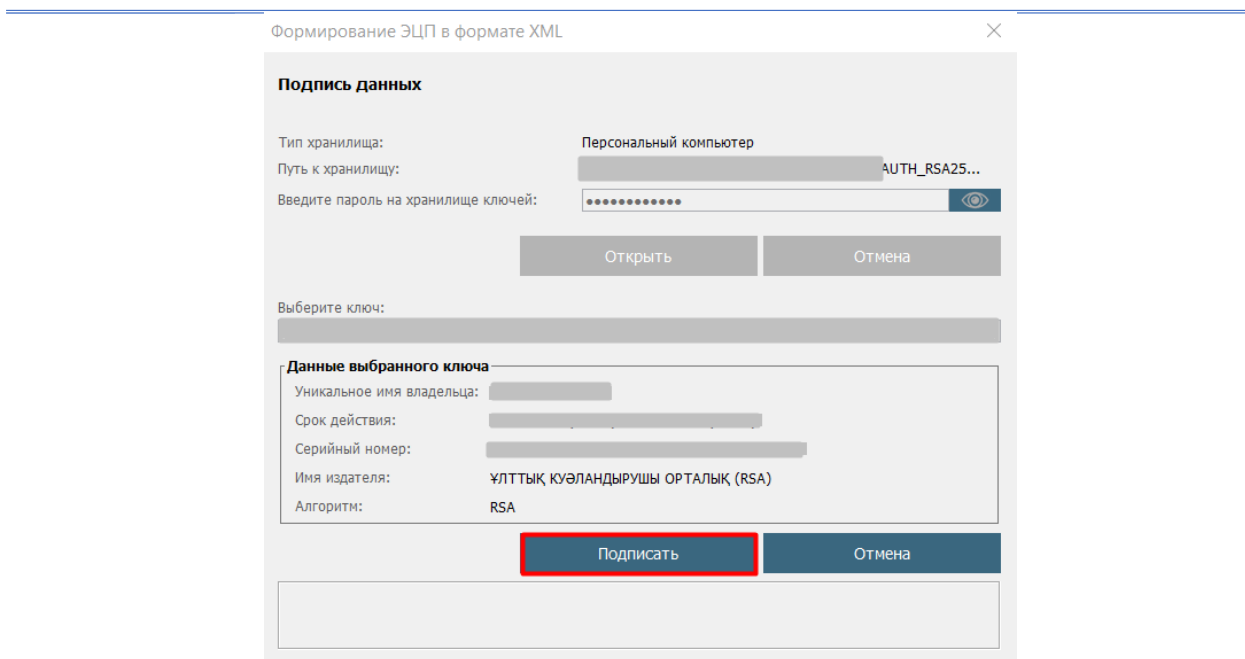 Формирование ЭЦП в формате XML
Подпись данных
Тип хранилища: Персональный компьютер
Путь к хранилищу: AUTH_RSA25...
Введите пароль на хранилище ключей: ••••••••••••
Открыть Отмена
Выберите ключ:
Данные выбранного ключа
Уникальное имя владельца:
Срок действия:
Серийный номер:
Имя издателя: ҰЛТТЫҚ КУӘЛАНДЫРУШЫ ОРТАЛЫҚ (RSA)
Алгоритм: RSA
Подписать Отмена